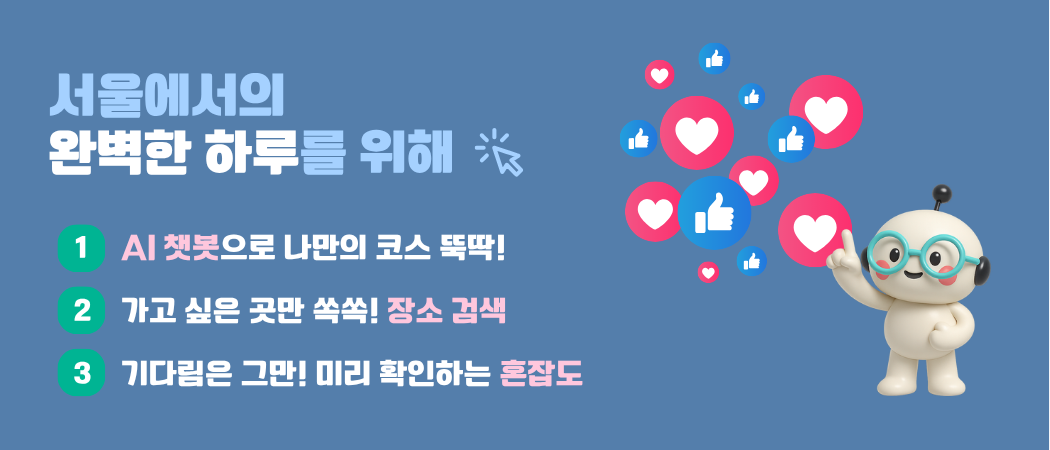 서울에서의
완벽한 하루를 위해
1 AI 챗봇으로 나만의 코스 뚝딱!
2 가고 싶은 곳만 쏙쏙! 장소 검색
3 기다림은 그만! 미리 확인하는 혼잡도